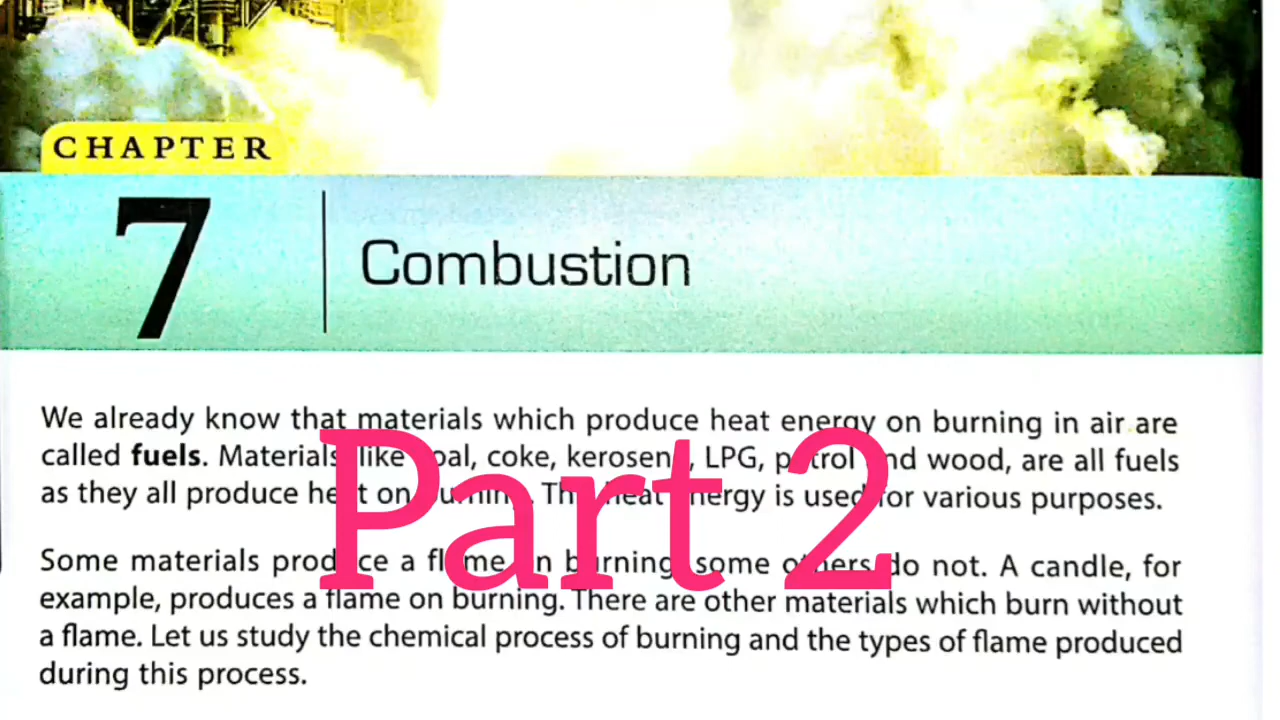 CHAPTER
7
Combustion
We already know that materials which produce heat energy on burning in air are
called fuels. Materials like coal, coke, kerosene, LPG, petrol and wood, are all fuels
as they all produce heat on burning. The heat energy is used for various purposes.
Part 2
Some materials produce a flame on burning, some others do not. A candle, for
example, produces a flame on burning. There are other materials which burn without
a flame. Let us study the chemical process of burning and the types of flame produced
during this process.